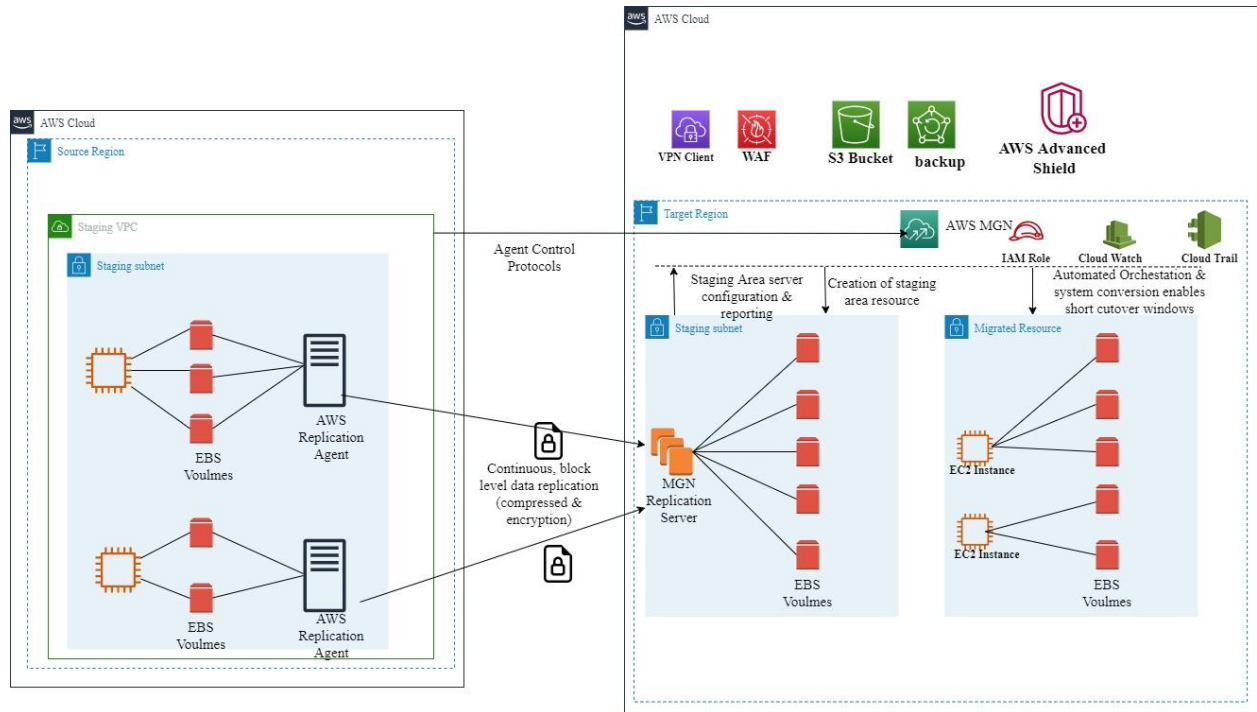 aws
AWS Cloud
Source Region
Staging VPC
Staging subnet
EBS
Voulmes
AWS
Replication
Agent
EBS
Voulmes
AWS
Replication
Agent
Agent Control
Protocols
Continuous, block
level data replication
(compressed &
encryption)
aws
AWS Cloud
VPN Client
WAF
S3 Bucket
backup
AWS Advanced
Shield
Target Region
AWS MGN
IAM Role
Cloud Watch
Cloud Trail
Staging Area server
configuration &
reporting
Creation of staging
area resource
Automated Orchestation &
system conversion enables
short cutover windows
Staging subnet
MGN
Replication
Server
EBS
Voulmes
Migrated Resource
EC2 Instance
EC2 Instance
EBS
Voulmes